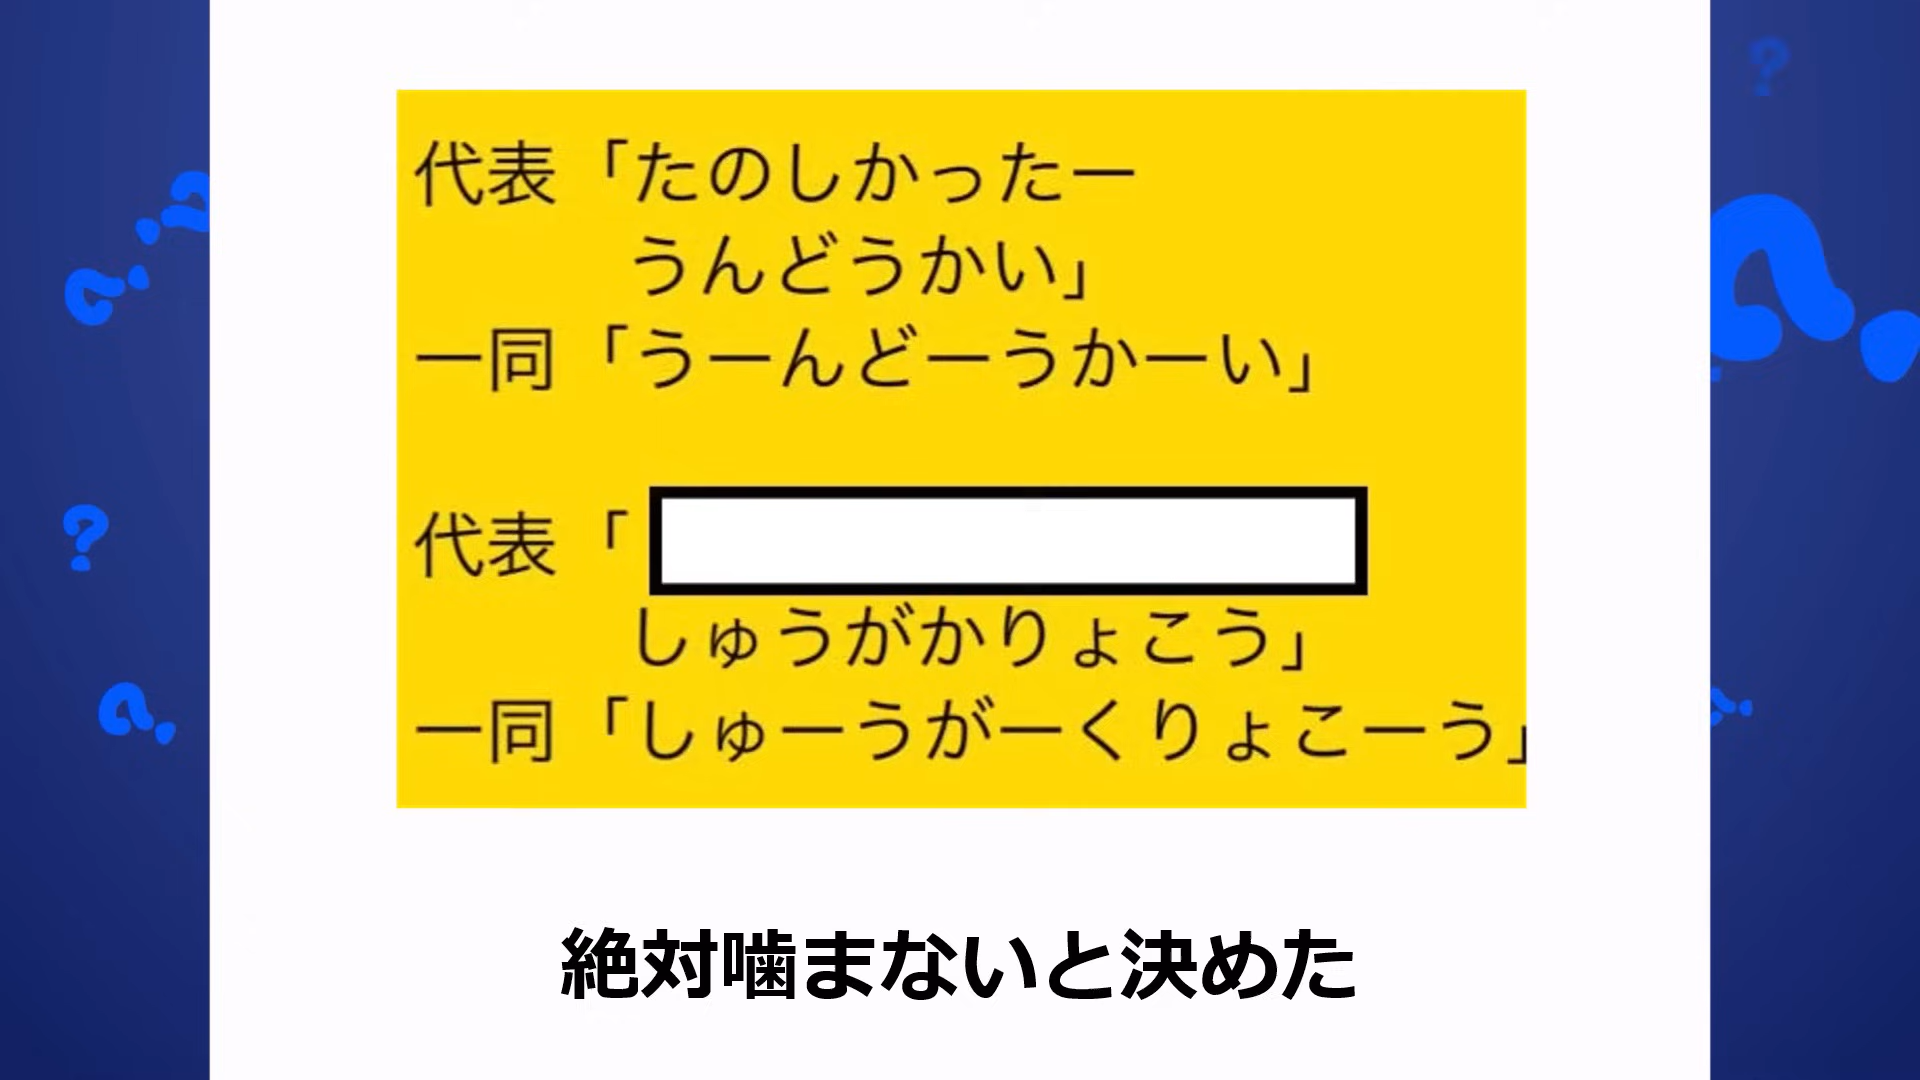 代表「たのしかったー
うんどうかい」
一同「うーんどーうかーい」
代表「
しゅうがかりょこう」
一同「しゅーうがーくりょこーう」
絶対噛まないと決めた